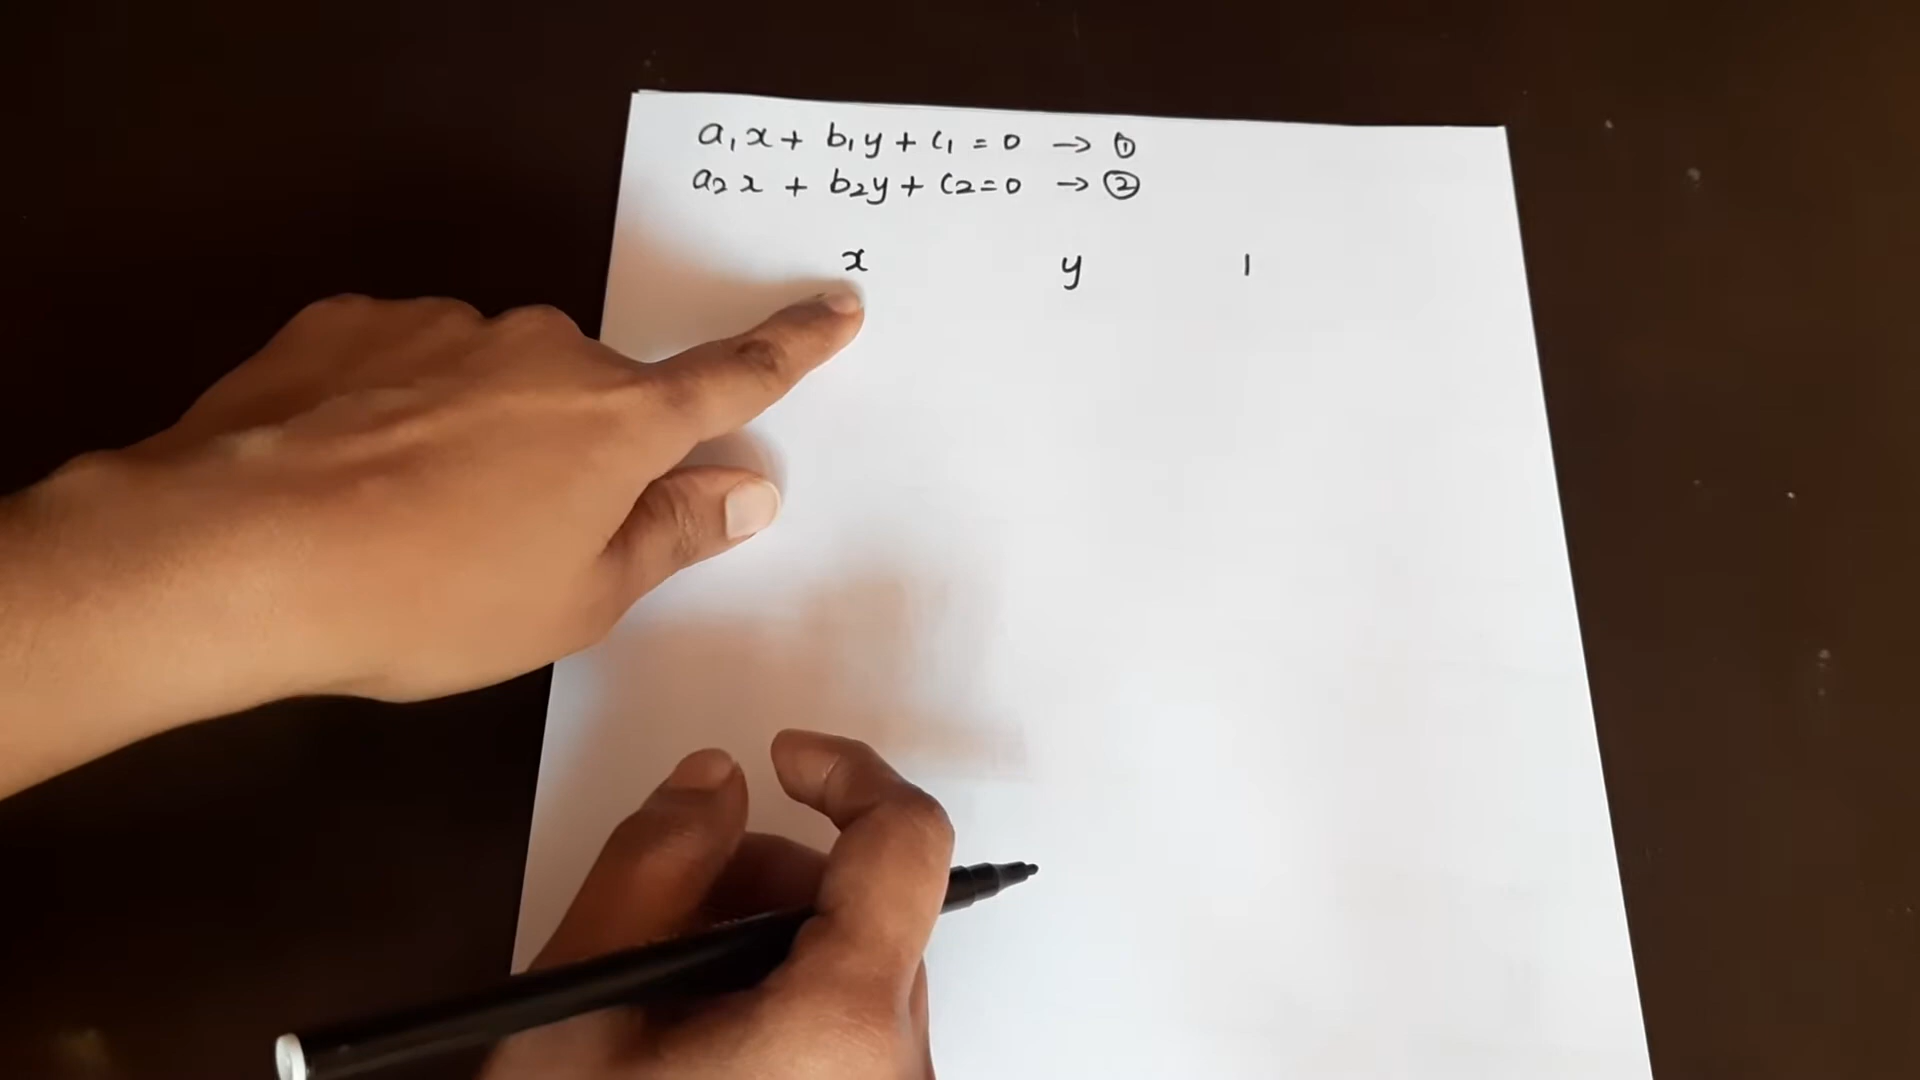 a₁x + b₁y + c₁ = 0 → ①
a₂x + b₂y + c₂ = 0 → ②
x y 1